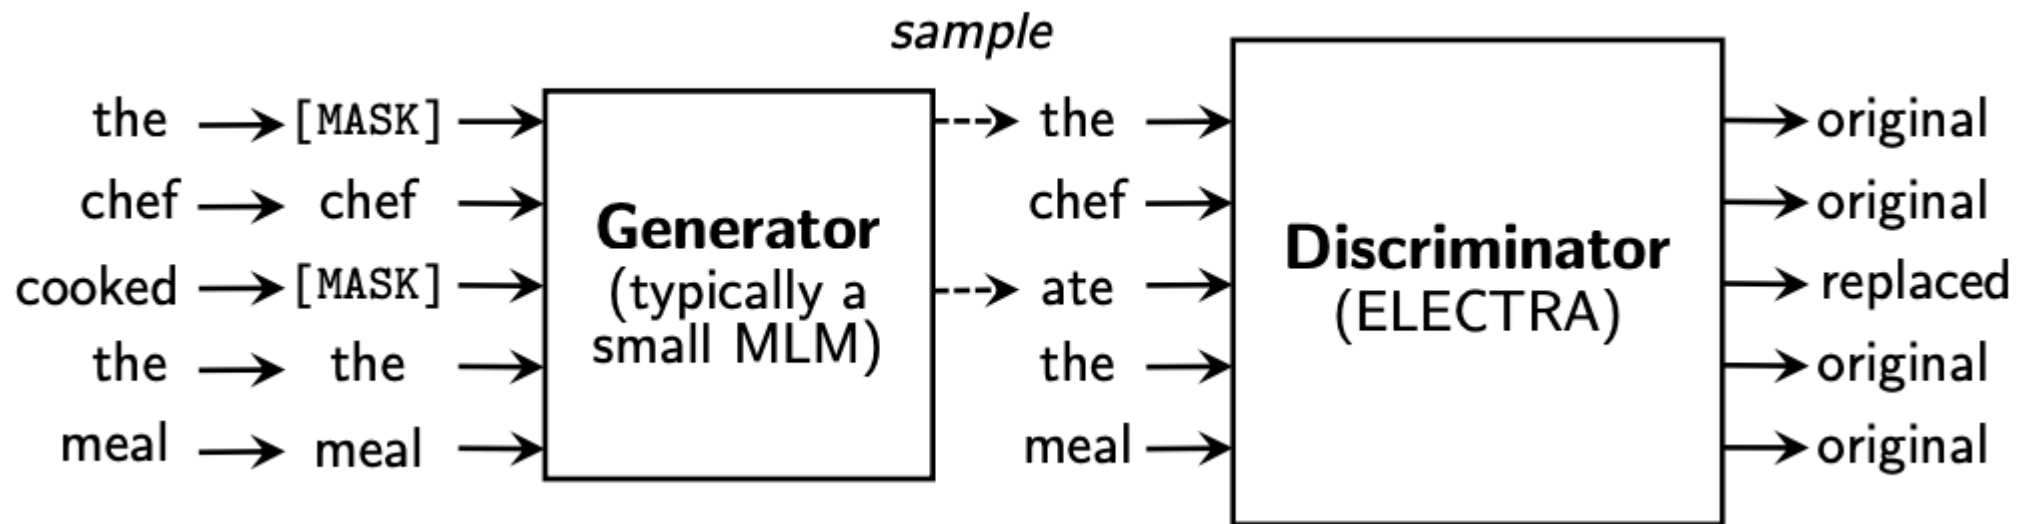 sample
the [MASK] the original
chef chef chef original
Generator
Discriminator
cooked [MASK] (typically a ate (ELECTRA) replaced
small MLM)
the the the original
meal meal meal original